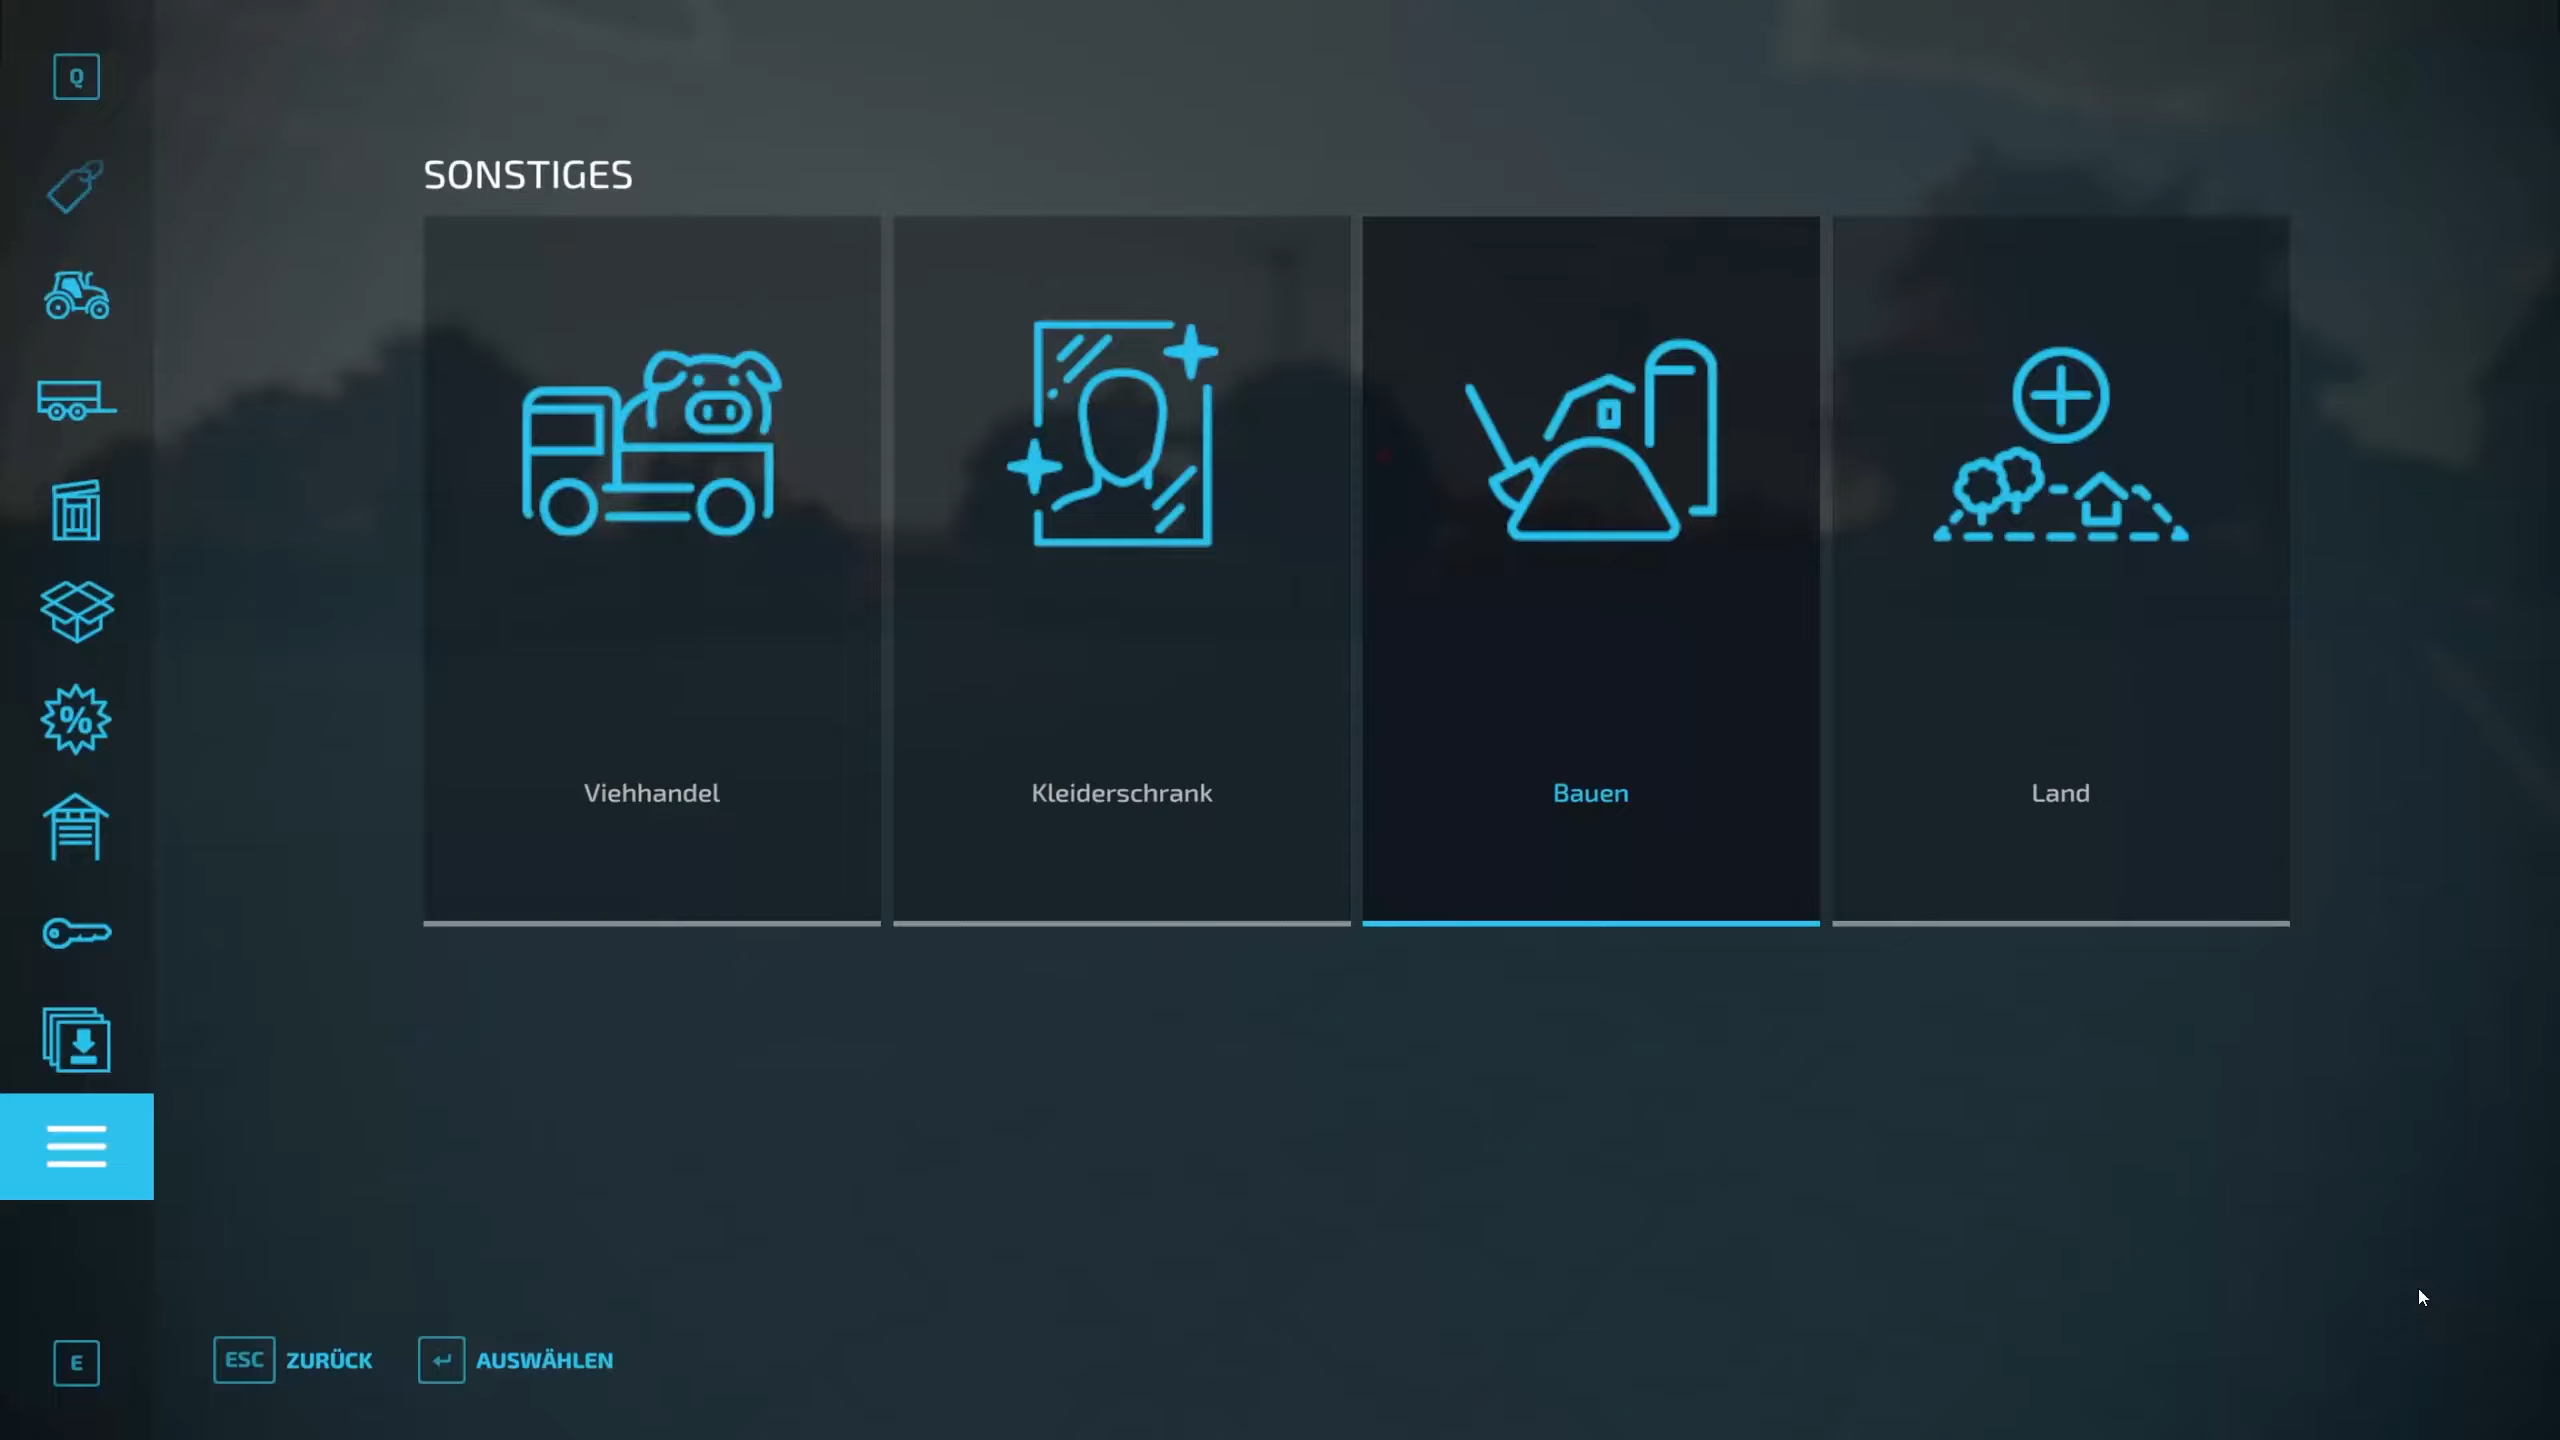 Q
SONSTIGES
%
Viehhandel
Kleiderschrank
Bauen
Land
E
ESC ZURÜCK
↵ AUSWÄHLEN